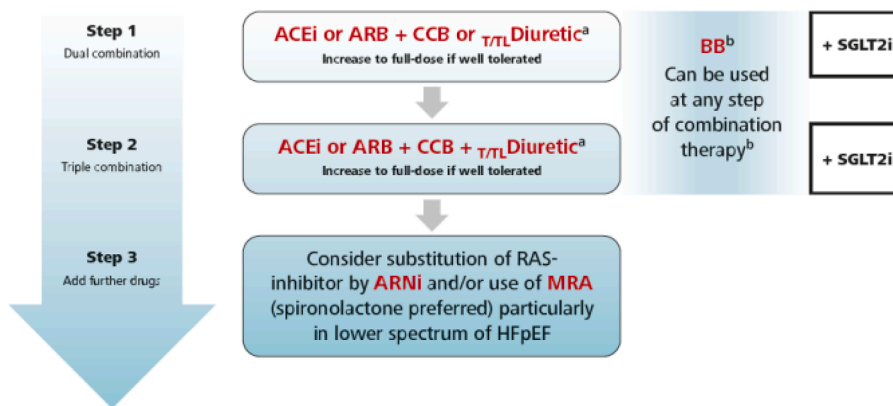 Step 1
Dual combination
ACEi or ARB + CCB or T/TLDiuretica
Increase to full-dose if well tolerated
BBb
Can be used
at any step
of combination
therapyb
+ SGLT2i
Step 2
Triple combination
ACEi or ARB + CCB + T/TLDiuretica
Increase to full-dose if well tolerated
+ SGLT2i
Step 3
Add further drugs
Consider substitution of RAS-
inhibitor by ARNi and/or use of MRA
(spironolactone preferred) particularly
in lower spectrum of HFpEF